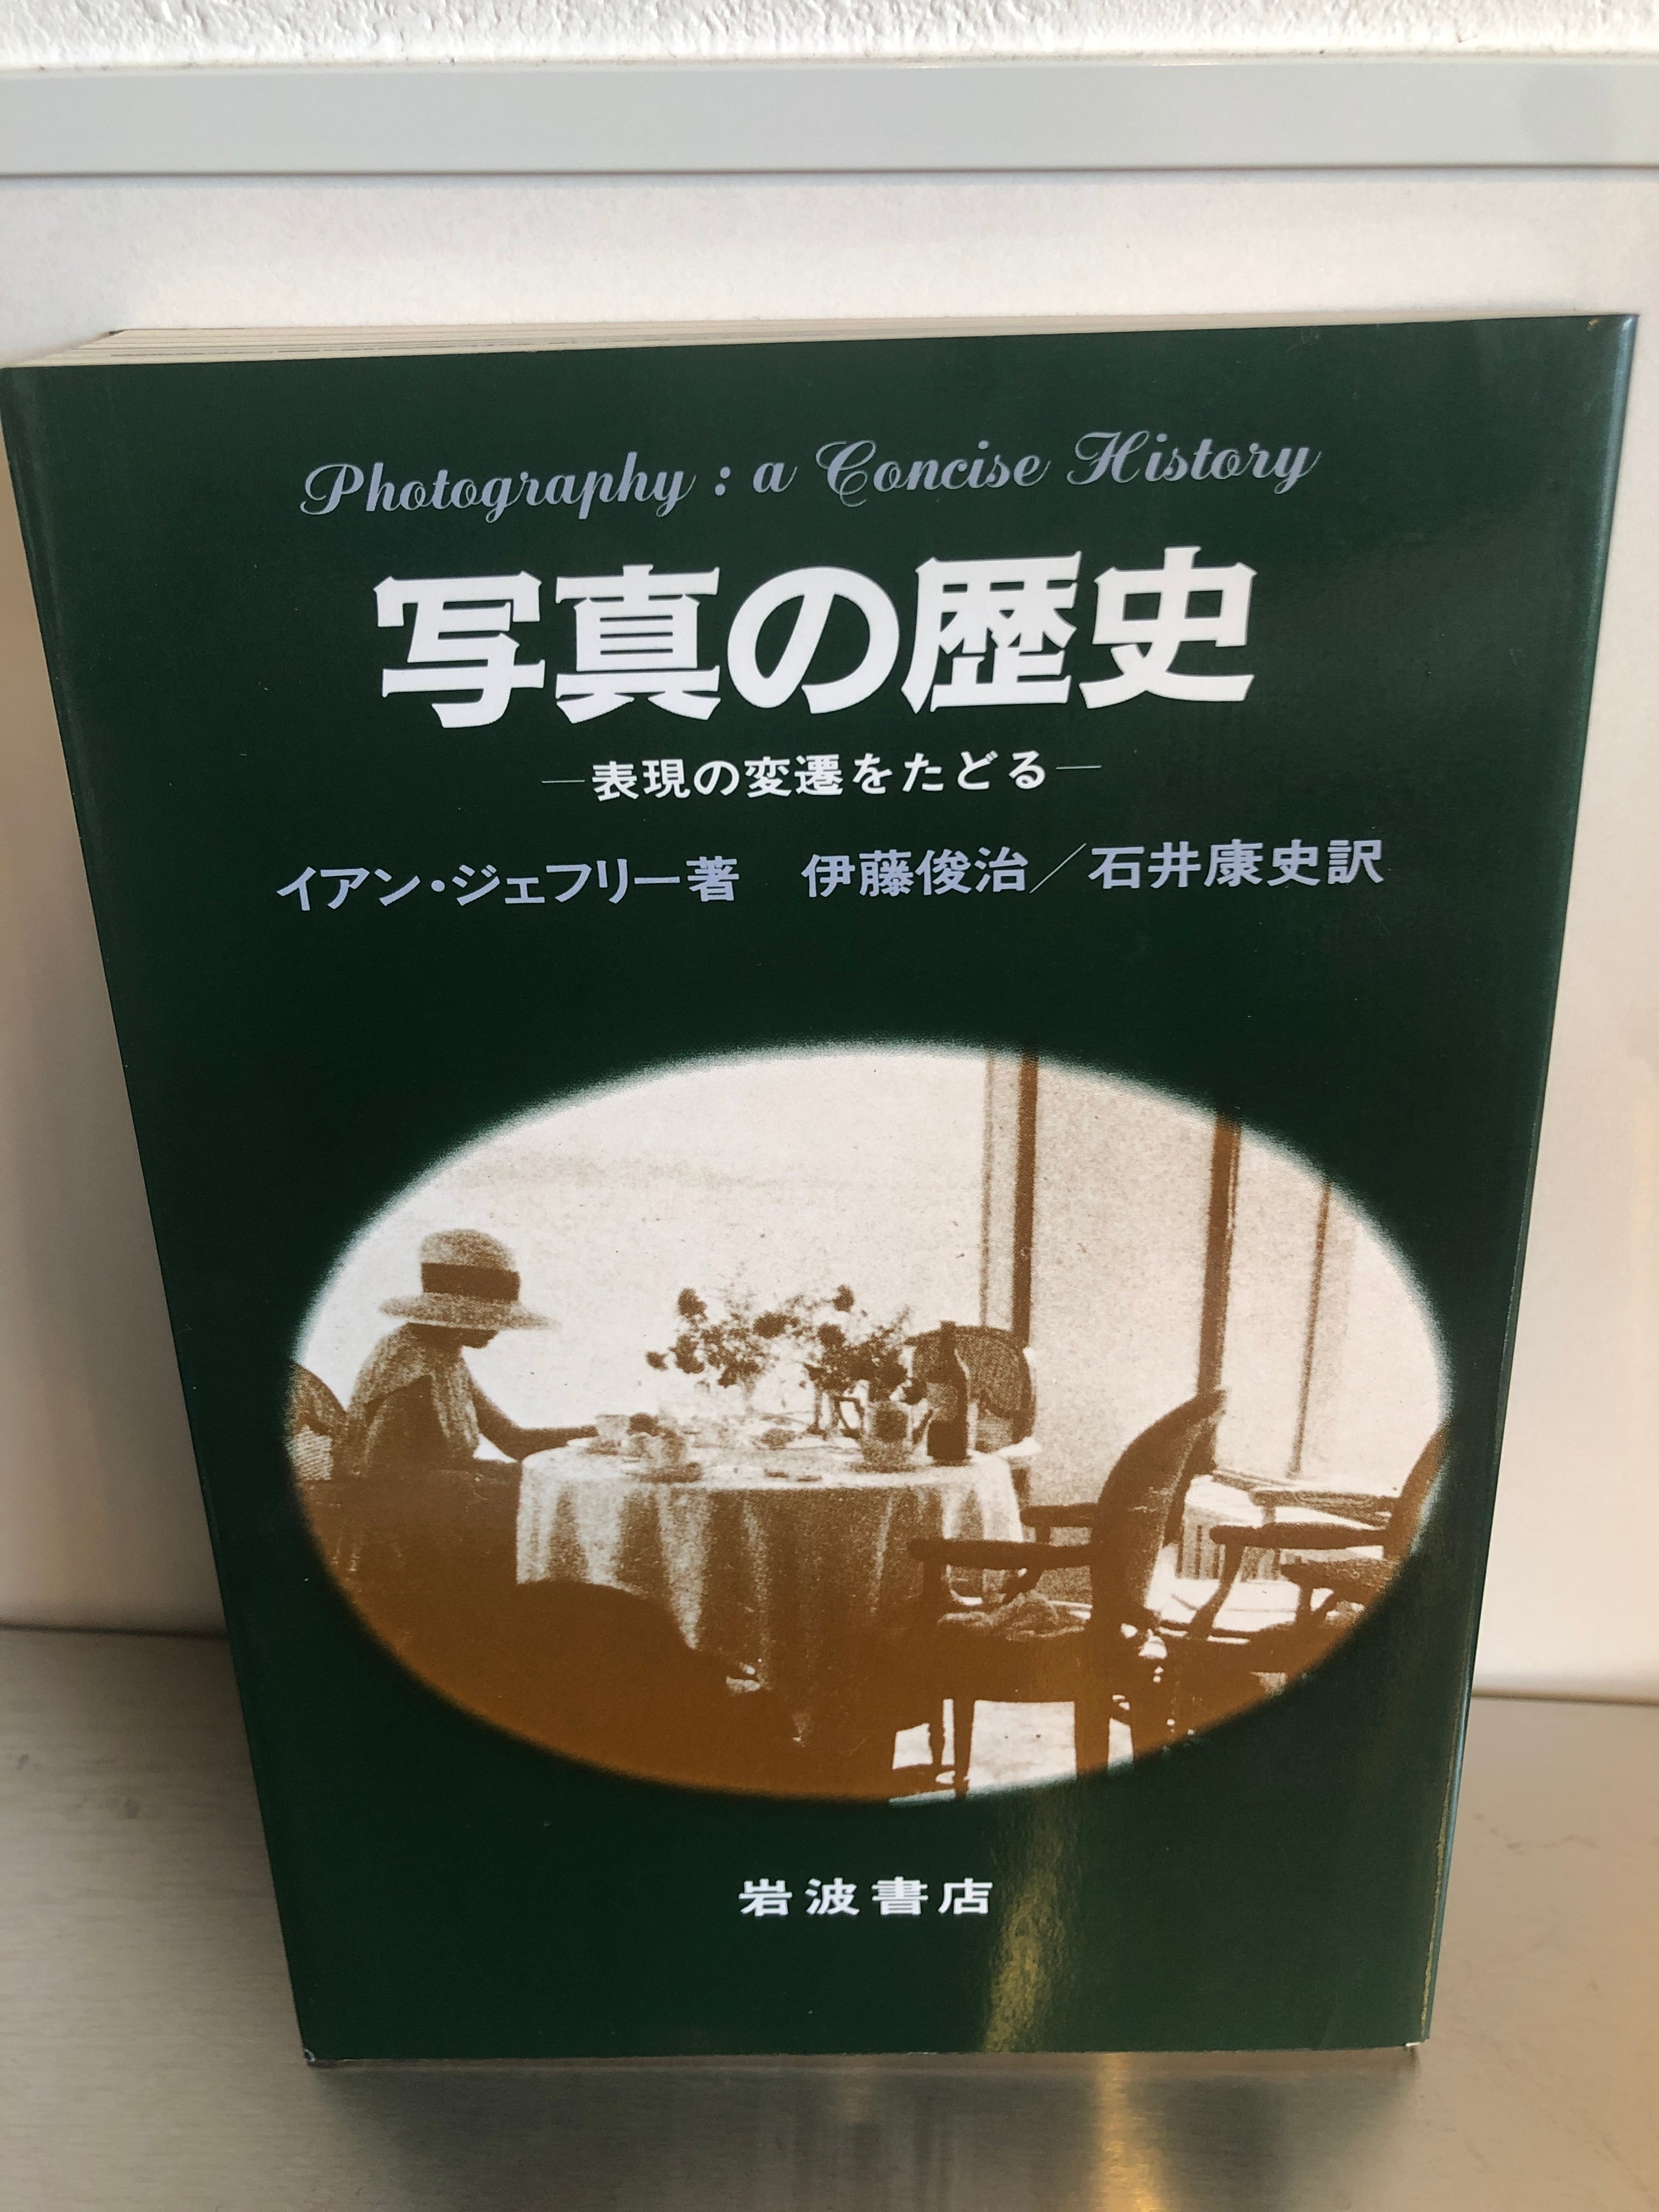 Photography : a Concise History
写真の歴史
―表現の変遷をたどる―
イアン・ジェフリー著 伊藤俊治／石井康史訳
岩波書店